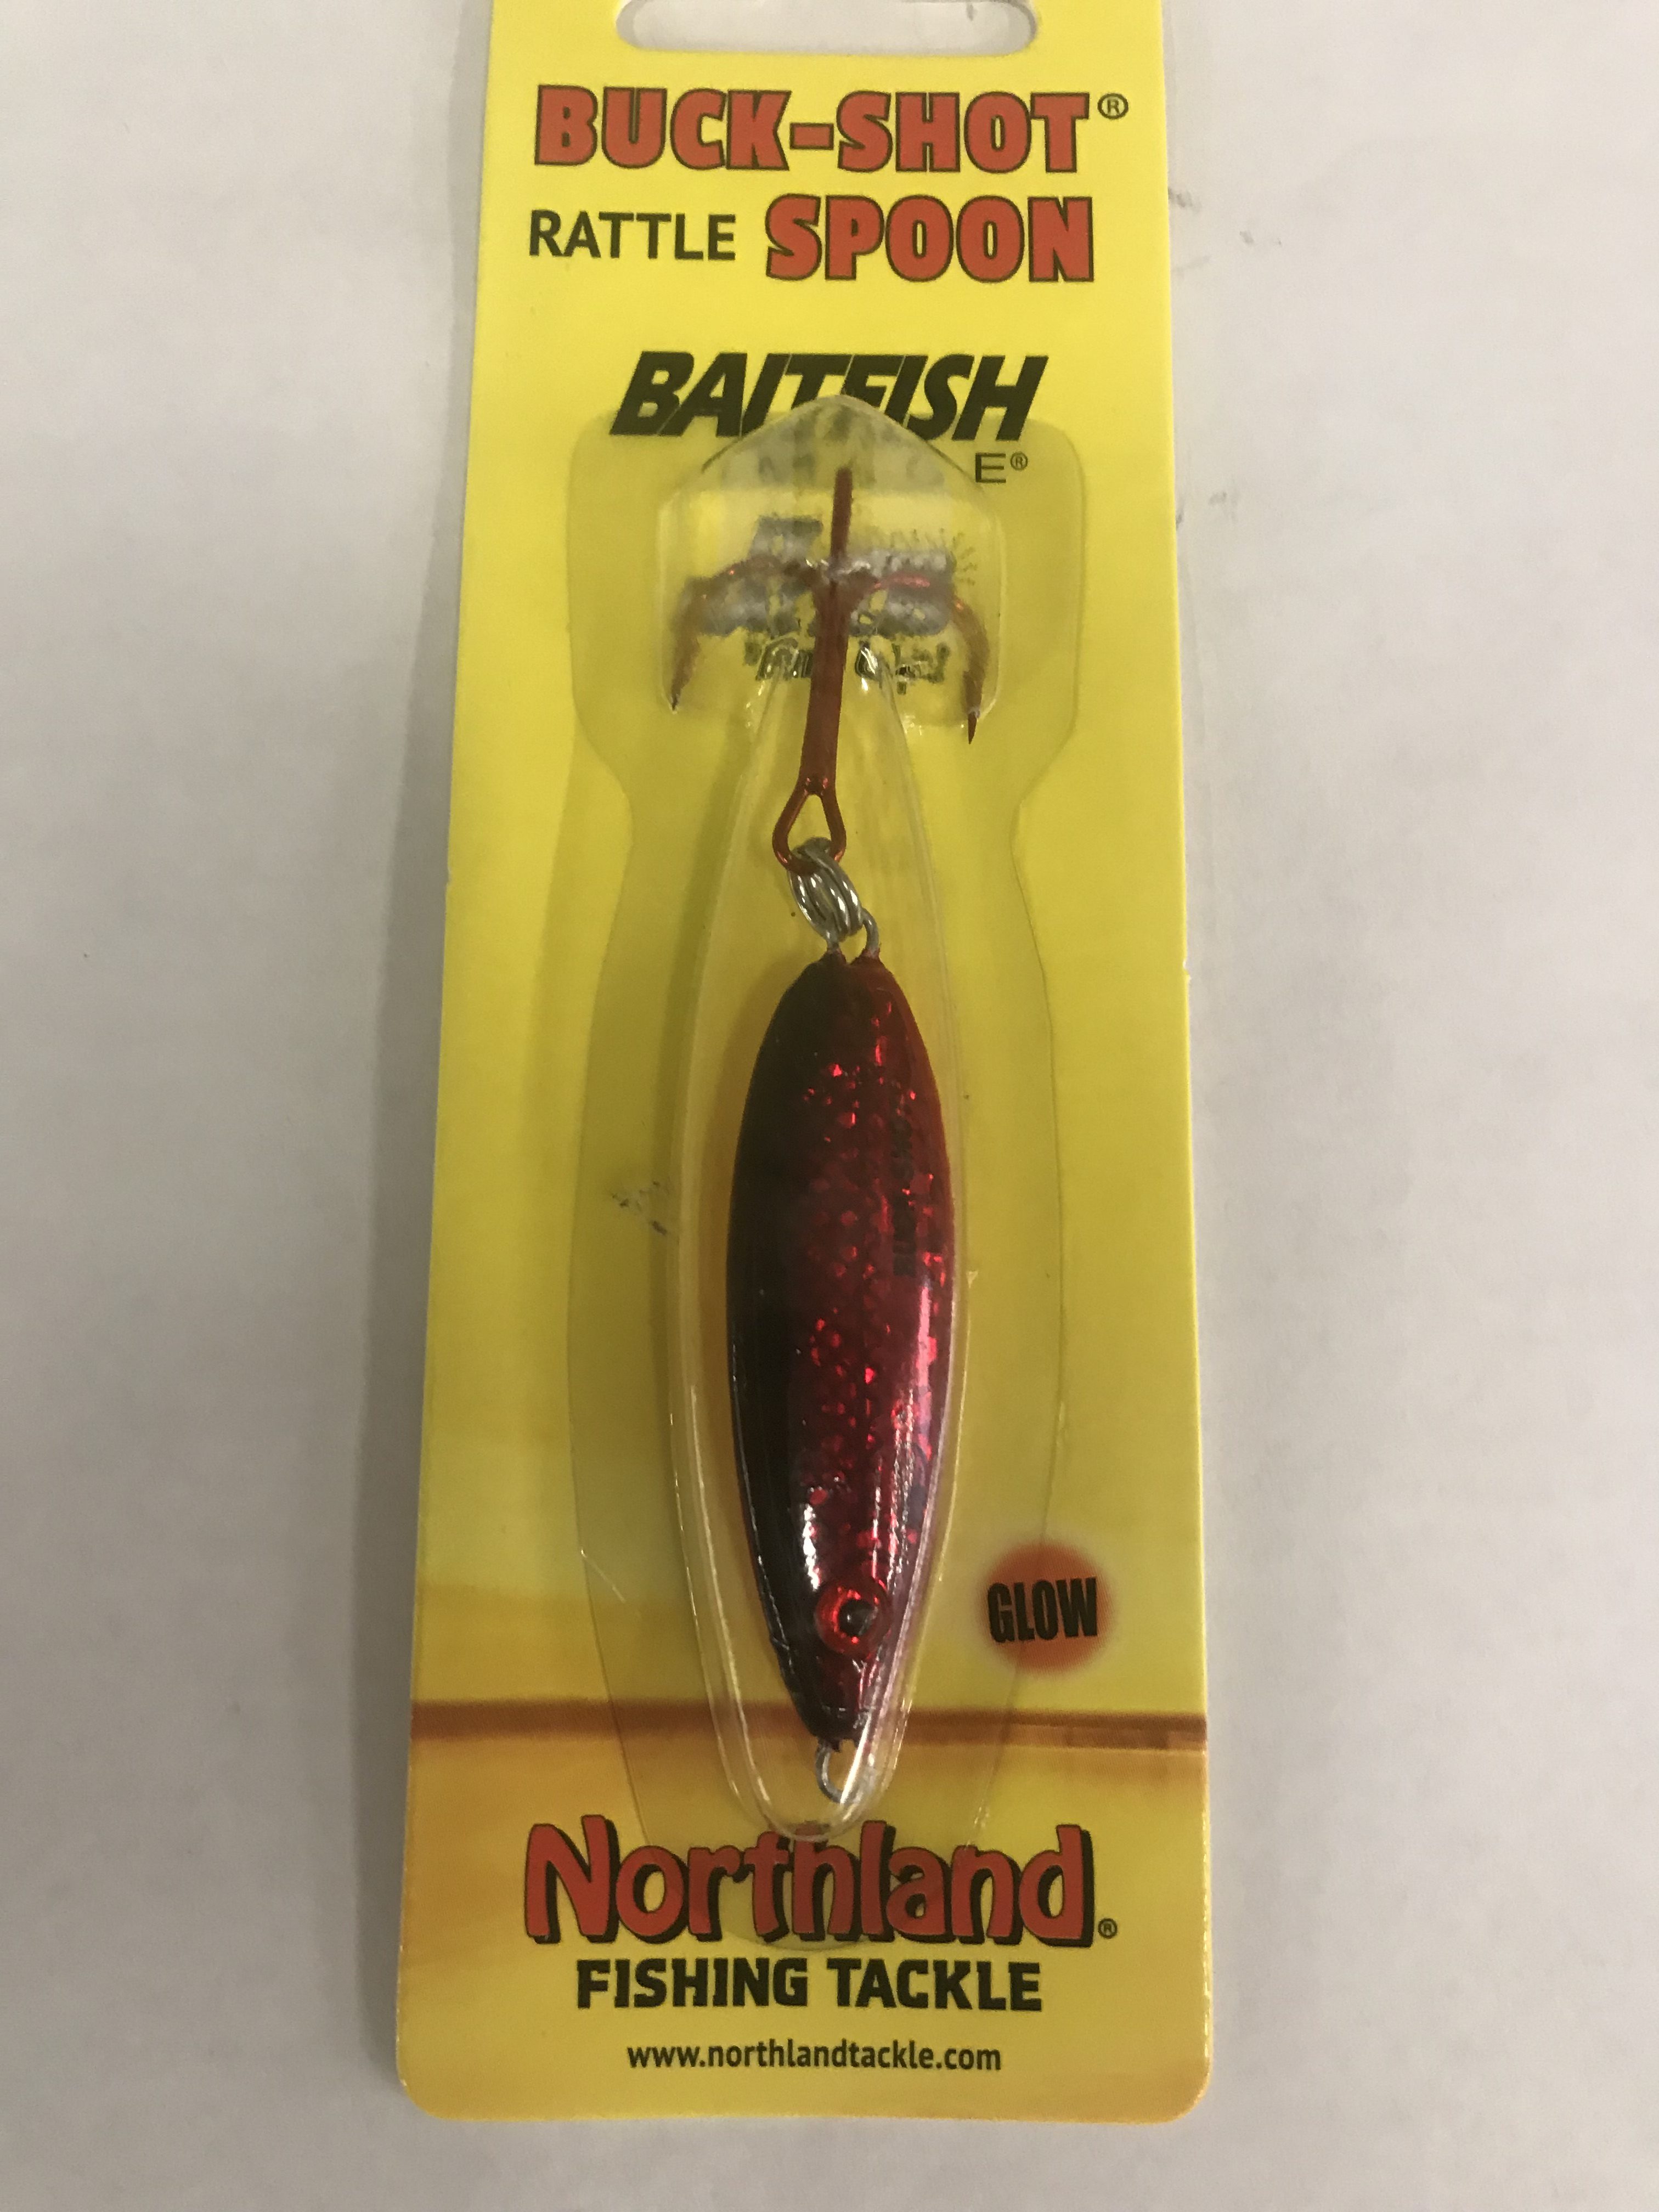 BUCK-SHOT®
RATTLE SPOON
BAITFISH
E®
GLOW
Northland®
FISHING TACKLE
www.northlandtackle.com